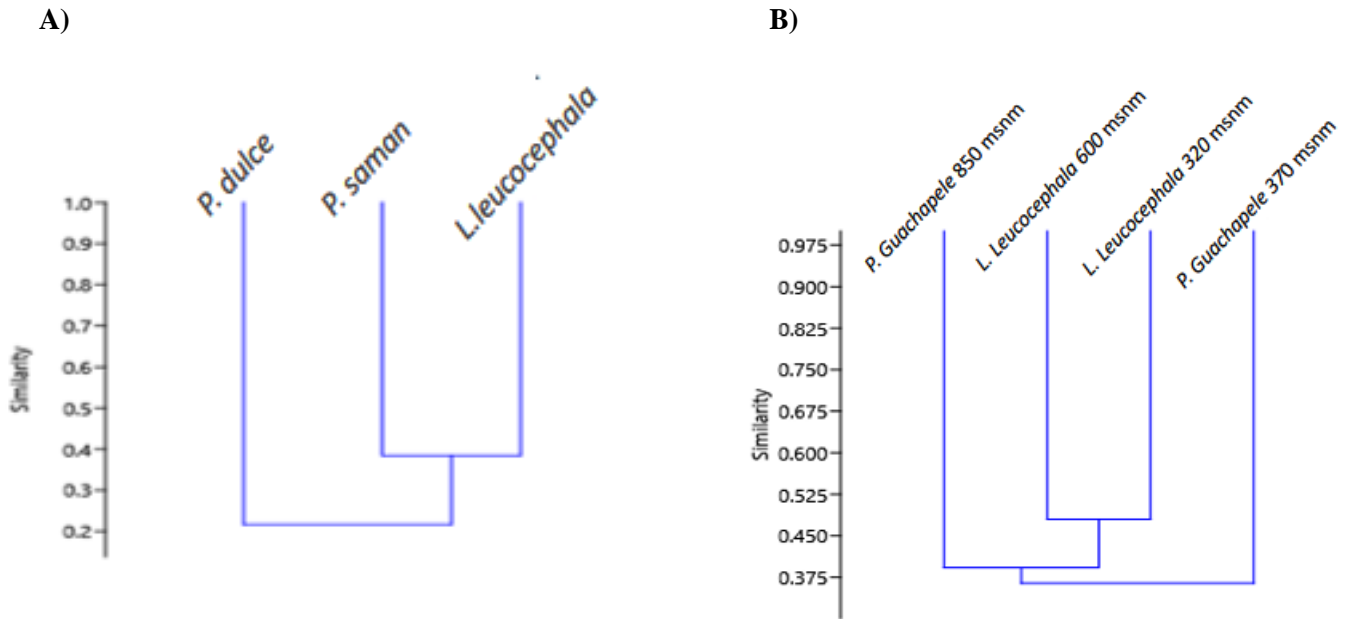 A)
P. dulce
P. saman
L.leucocephala
1.0
0.9
0.8
0.7
0.6
0.5
0.4
0.3
0.2
Similarity
B)
P. Guachapele 850 msnm
L. Leucocephala 600 msnm
L. Leucocephala 320 msnm
P. Guachapele 370 msnm
0.975
0.900
0.825
0.750
0.675
0.600
0.525
0.450
0.375
Similarity